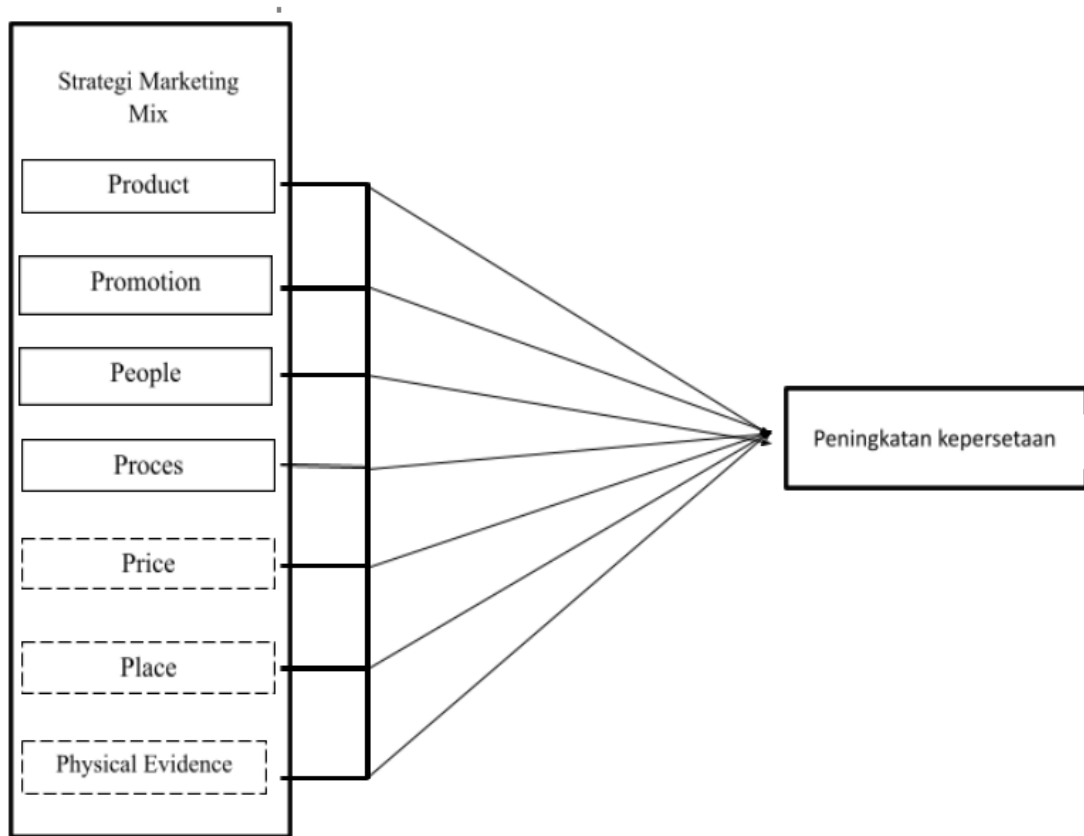 Strategi Marketing
Mix
Product
Promotion
People
Proces
Price
Place
Physical Evidence
Peningkatan kepersetaan